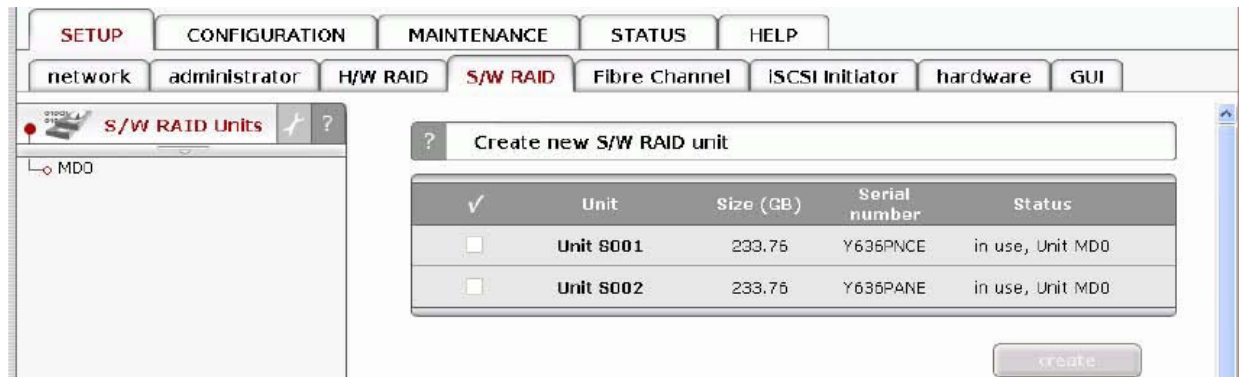 SETUP CONFIGURATION MAINTENANCE STATUS HELP
network administrator H/W RAID S/W RAID Fibre Channel iSCSI Initiator hardware GUI
S/W RAID Units ?
MD0
? Create new S/W RAID unit
Unit Size (GB) Serial number Status
Unit S001 233.76 Y636PNCE in use, Unit MD0
Unit S002 233.76 Y636PANE in use, Unit MD0
create